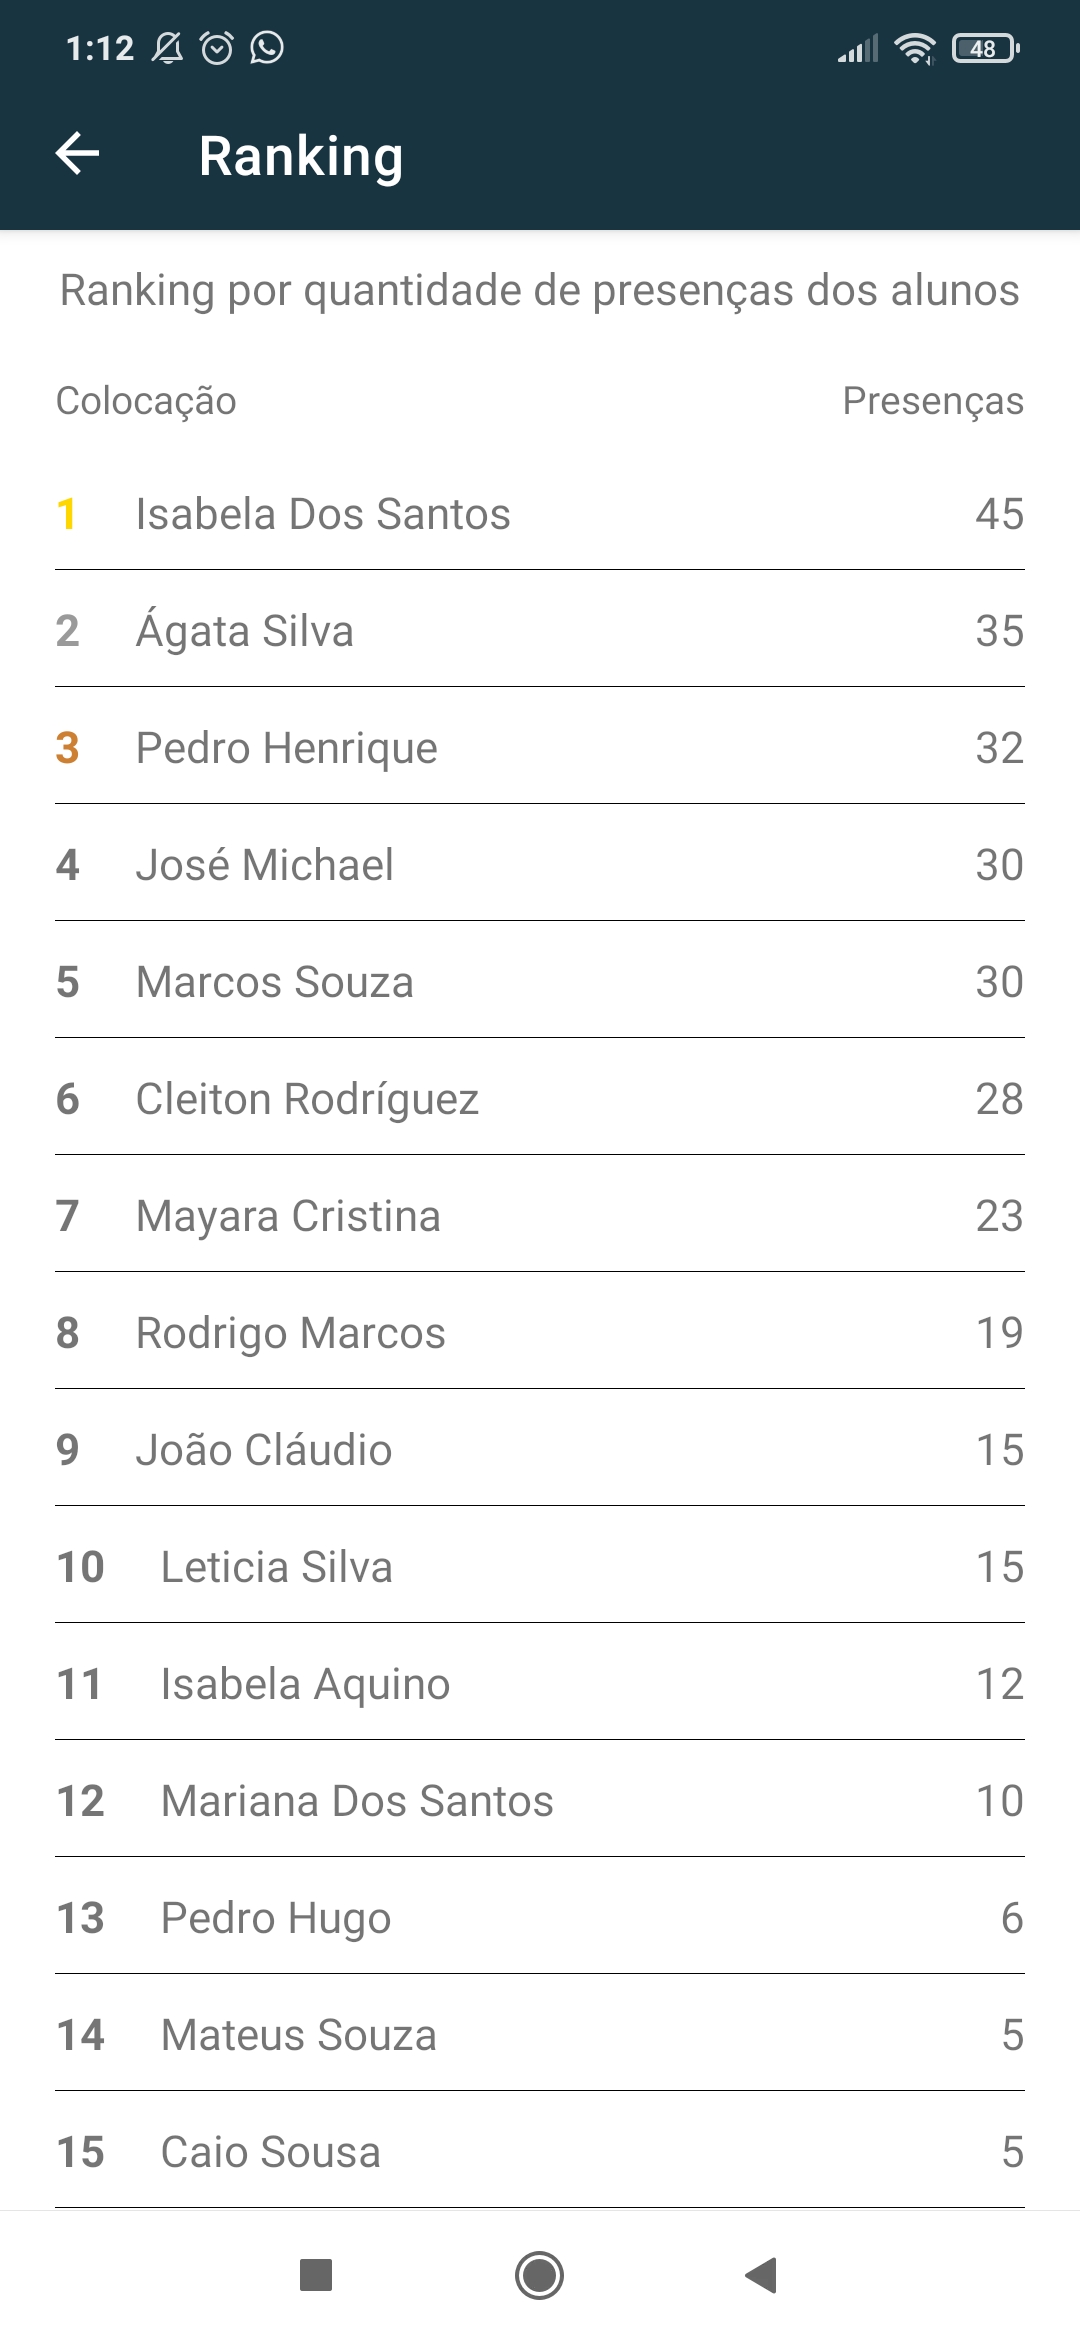 1:12 48
Ranking
Ranking por quantidade de presenças dos alunos
Colocação Presenças
1 Isabela Dos Santos 45
2 Ágata Silva 35
3 Pedro Henrique 32
4 José Michael 30
5 Marcos Souza 30
6 Cleiton Rodríguez 28
7 Mayara Cristina 23
8 Rodrigo Marcos 19
9 João Cláudio 15
10 Leticia Silva 15
11 Isabela Aquino 12
12 Mariana Dos Santos 10
13 Pedro Hugo 6
14 Mateus Souza 5
15 Caio Sousa 5